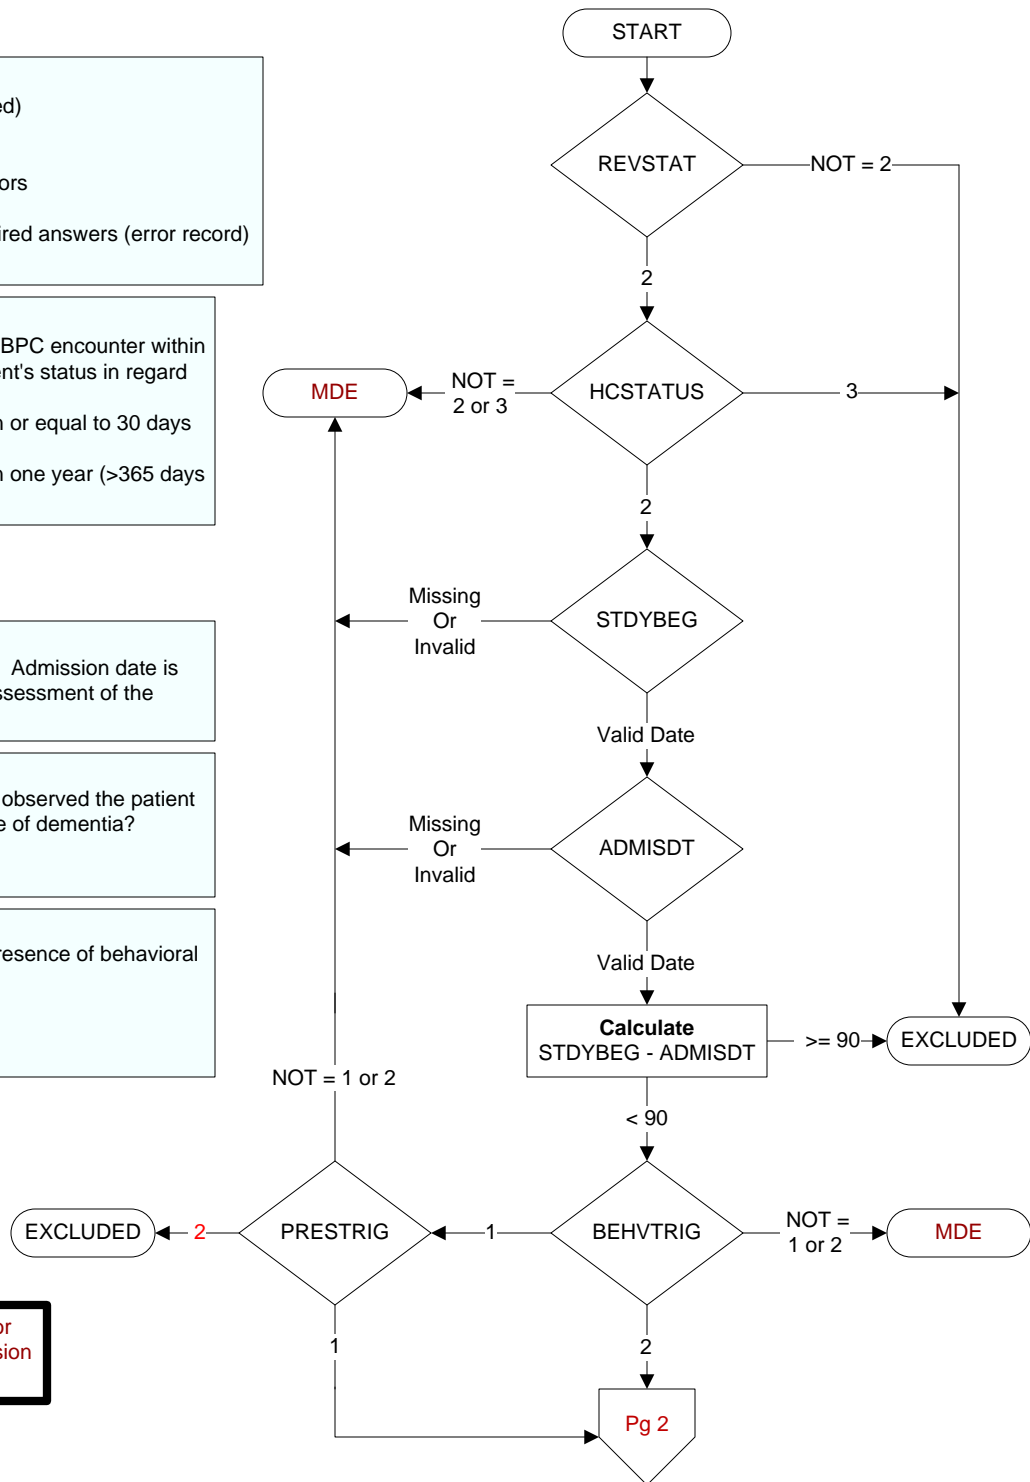 START
ed)
ors
ired answers (error record)
REVSTAT
NOT = 2
2
BPC encounter within
ent's status in regard
n or equal to 30 days
n one year (>365 days
MDE
NOT =
2 or 3
HCSTATUS
3
2
Missing
Or
Invalid
STDYBEG
Admission date is
ssessment of the
Valid Date
observed the patient
e of dementia?
Missing
Or
Invalid
ADMISDT
resence of behavioral
Valid Date
Calculate
STDYBEG - ADMISDT
>= 90
EXCLUDED
NOT = 1 or 2
< 90
EXCLUDED
2
PRESTRIG
1
BEHVTRIG
NOT =
1 or 2
MDE
or
sion
1
2
Pg 2